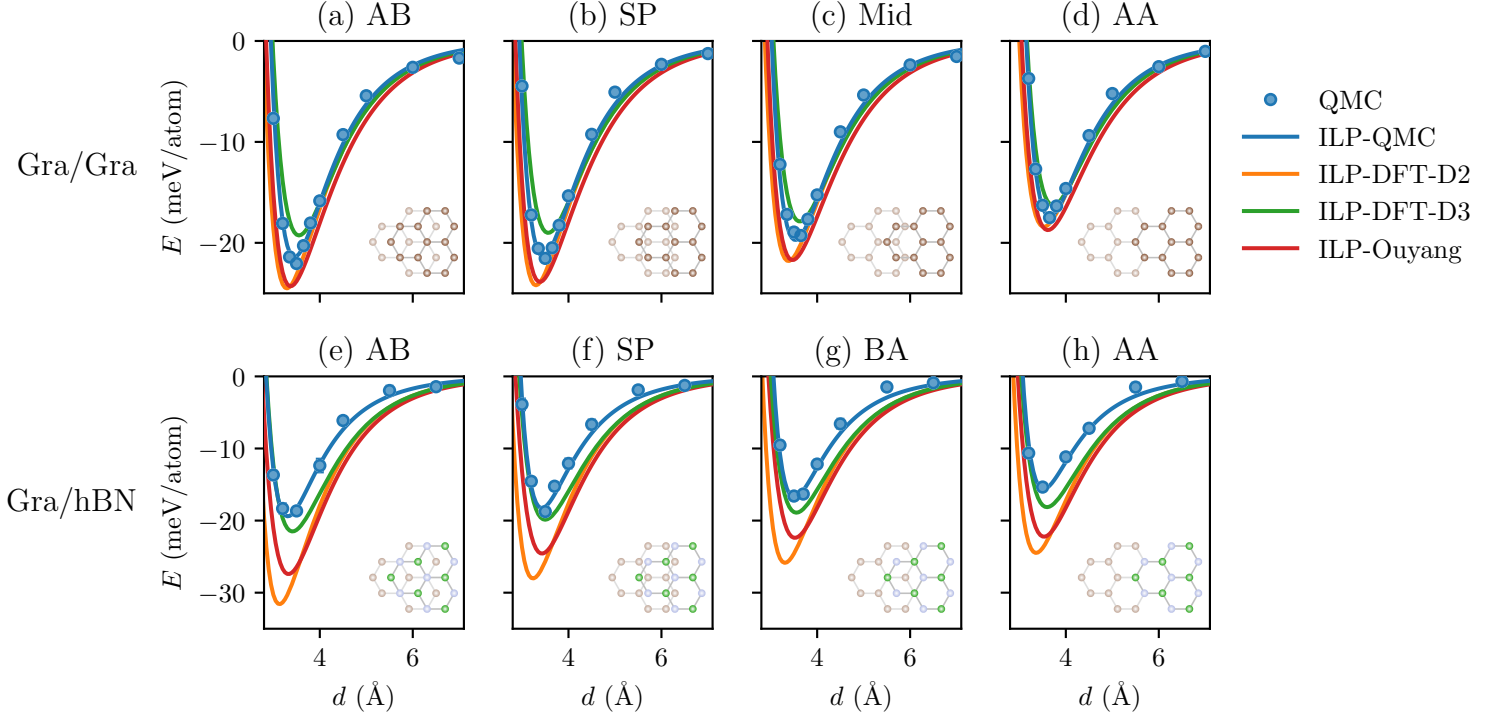 (a) AB
(b) SP
(c) Mid
(d) AA
Gra/Gra
E (meV/atom)
0
−10
−20
4
6
QMC
ILP-QMC
ILP-DFT-D2
ILP-DFT-D3
ILP-Ouyang
(e) AB
(f) SP
(g) BA
(h) AA
Gra/hBN
E (meV/atom)
0
−10
−20
−30
4
6
4
6
4
6
4
6
d (Å)
d (Å)
d (Å)
d (Å)